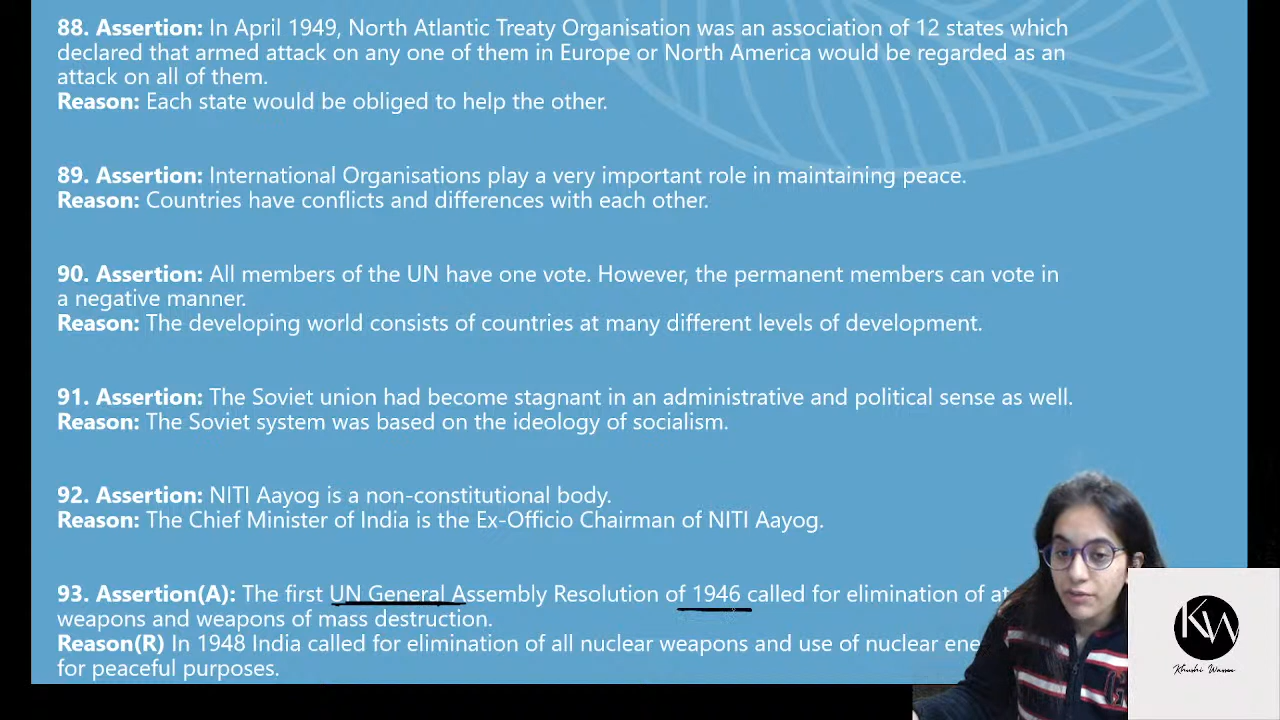 88. Assertion: In April 1949, North Atlantic Treaty Organisation was an association of 12 states which
declared that armed attack on any one of them in Europe or North America would be regarded as an
attack on all of them.
Reason: Each state would be obliged to help the other.
89. Assertion: International Organisations play a very important role in maintaining peace.
Reason: Countries have conflicts and differences with each other.
90. Assertion: All members of the UN have one vote. However, the permanent members can vote in
a negative manner.
Reason: The developing world consists of countries at many different levels of development.
91. Assertion: The Soviet union had become stagnant in an administrative and political sense as well.
Reason: The Soviet system was based on the ideology of socialism.
92. Assertion: NITI Aayog is a non-constitutional body.
Reason: The Chief Minister of India is the Ex-Officio Chairman of NITI Aayog.
93. Assertion(A): The first UN General Assembly Resolution of 1946 called for elimination of at
weapons and weapons of mass destruction.
Reason(R) In 1948 India called for elimination of all nuclear weapons and use of nuclear ene
for peaceful purposes.
KW